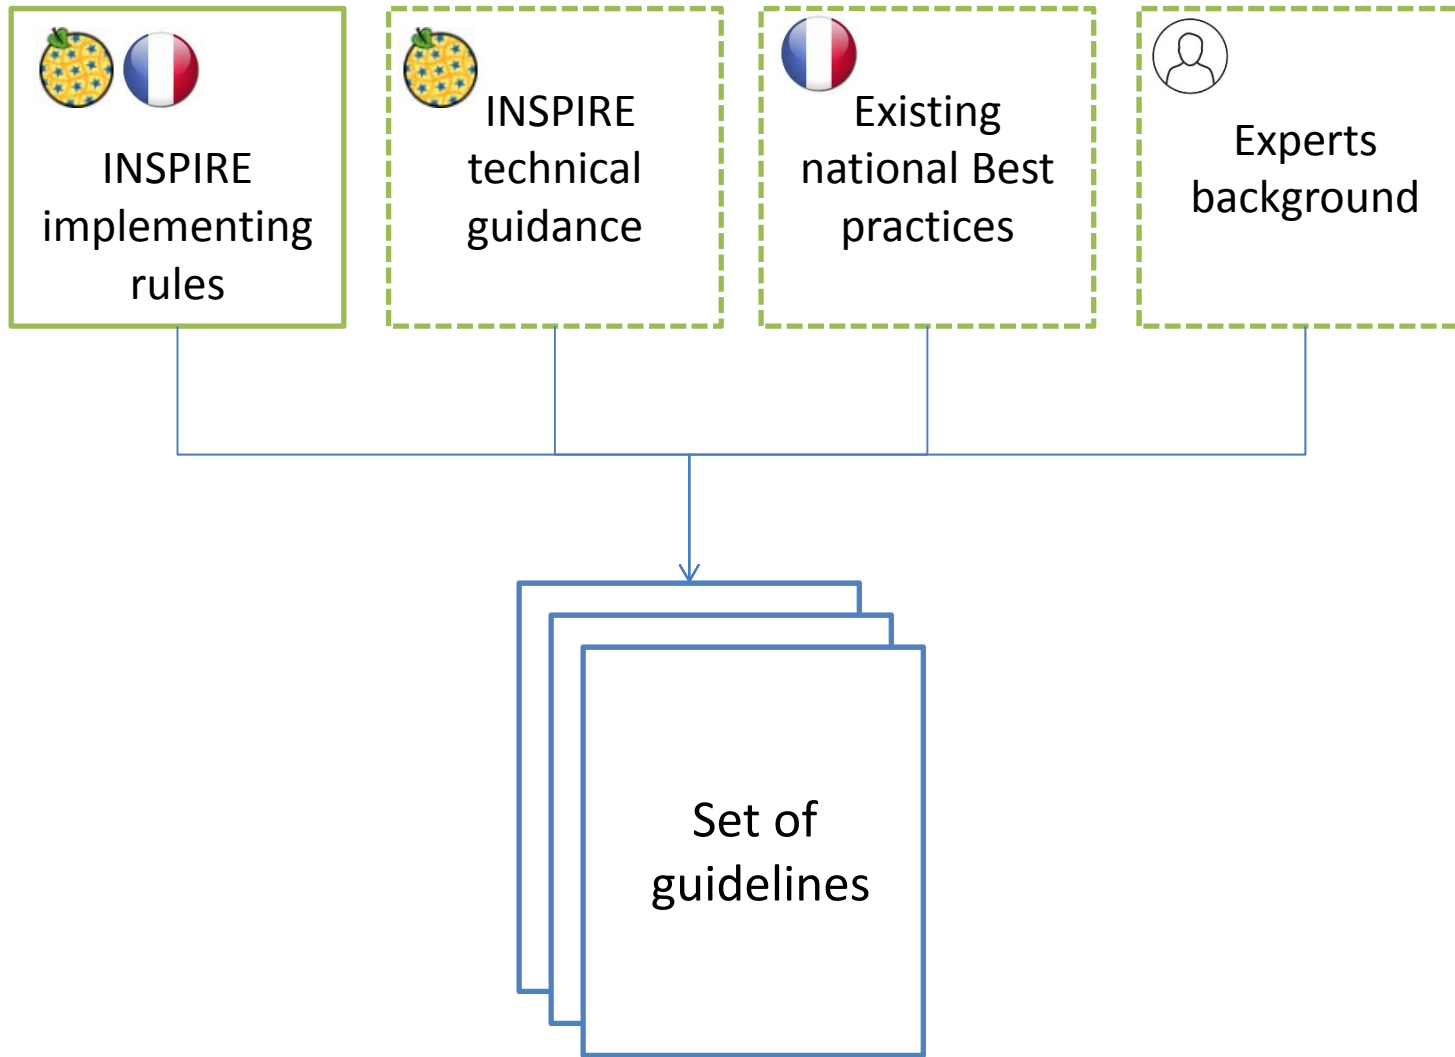 INSPIRE
implementing
rules
INSPIRE
technical
guidance
Existing
national Best
practices
Experts
background
Set of
guidelines